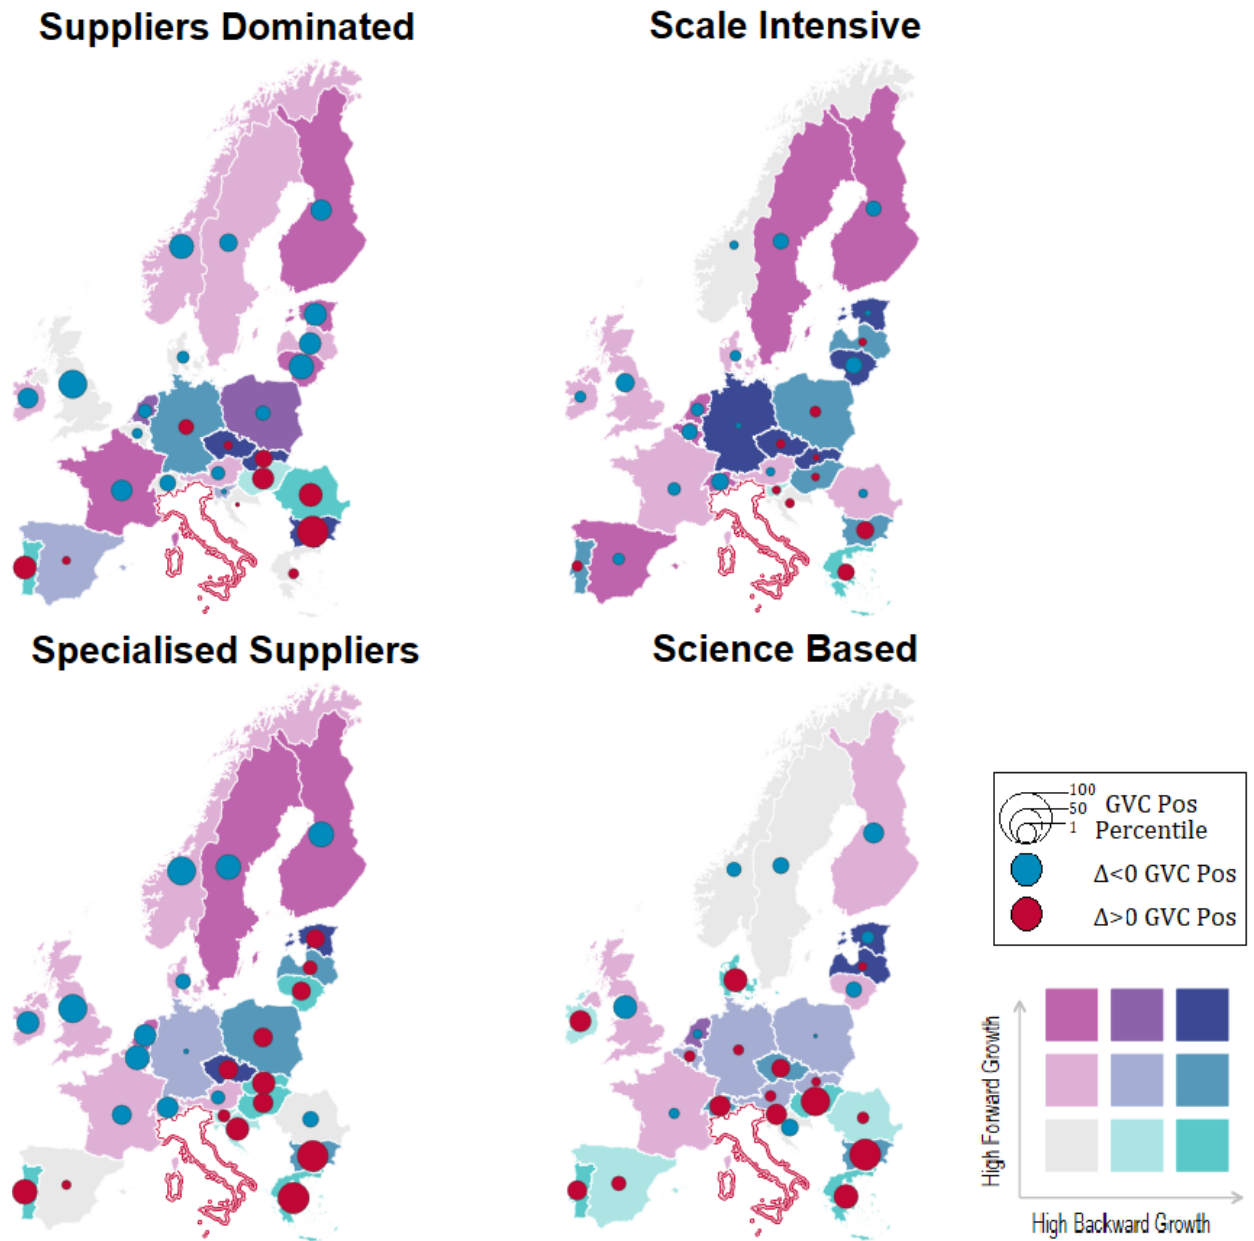 Suppliers Dominated
Scale Intensive
Specialised Suppliers
Science Based
100
50
1
GVC Pos
Percentile
Δ<0 GVC Pos
Δ>0 GVC Pos
High Forward Growth
High Backward Growth